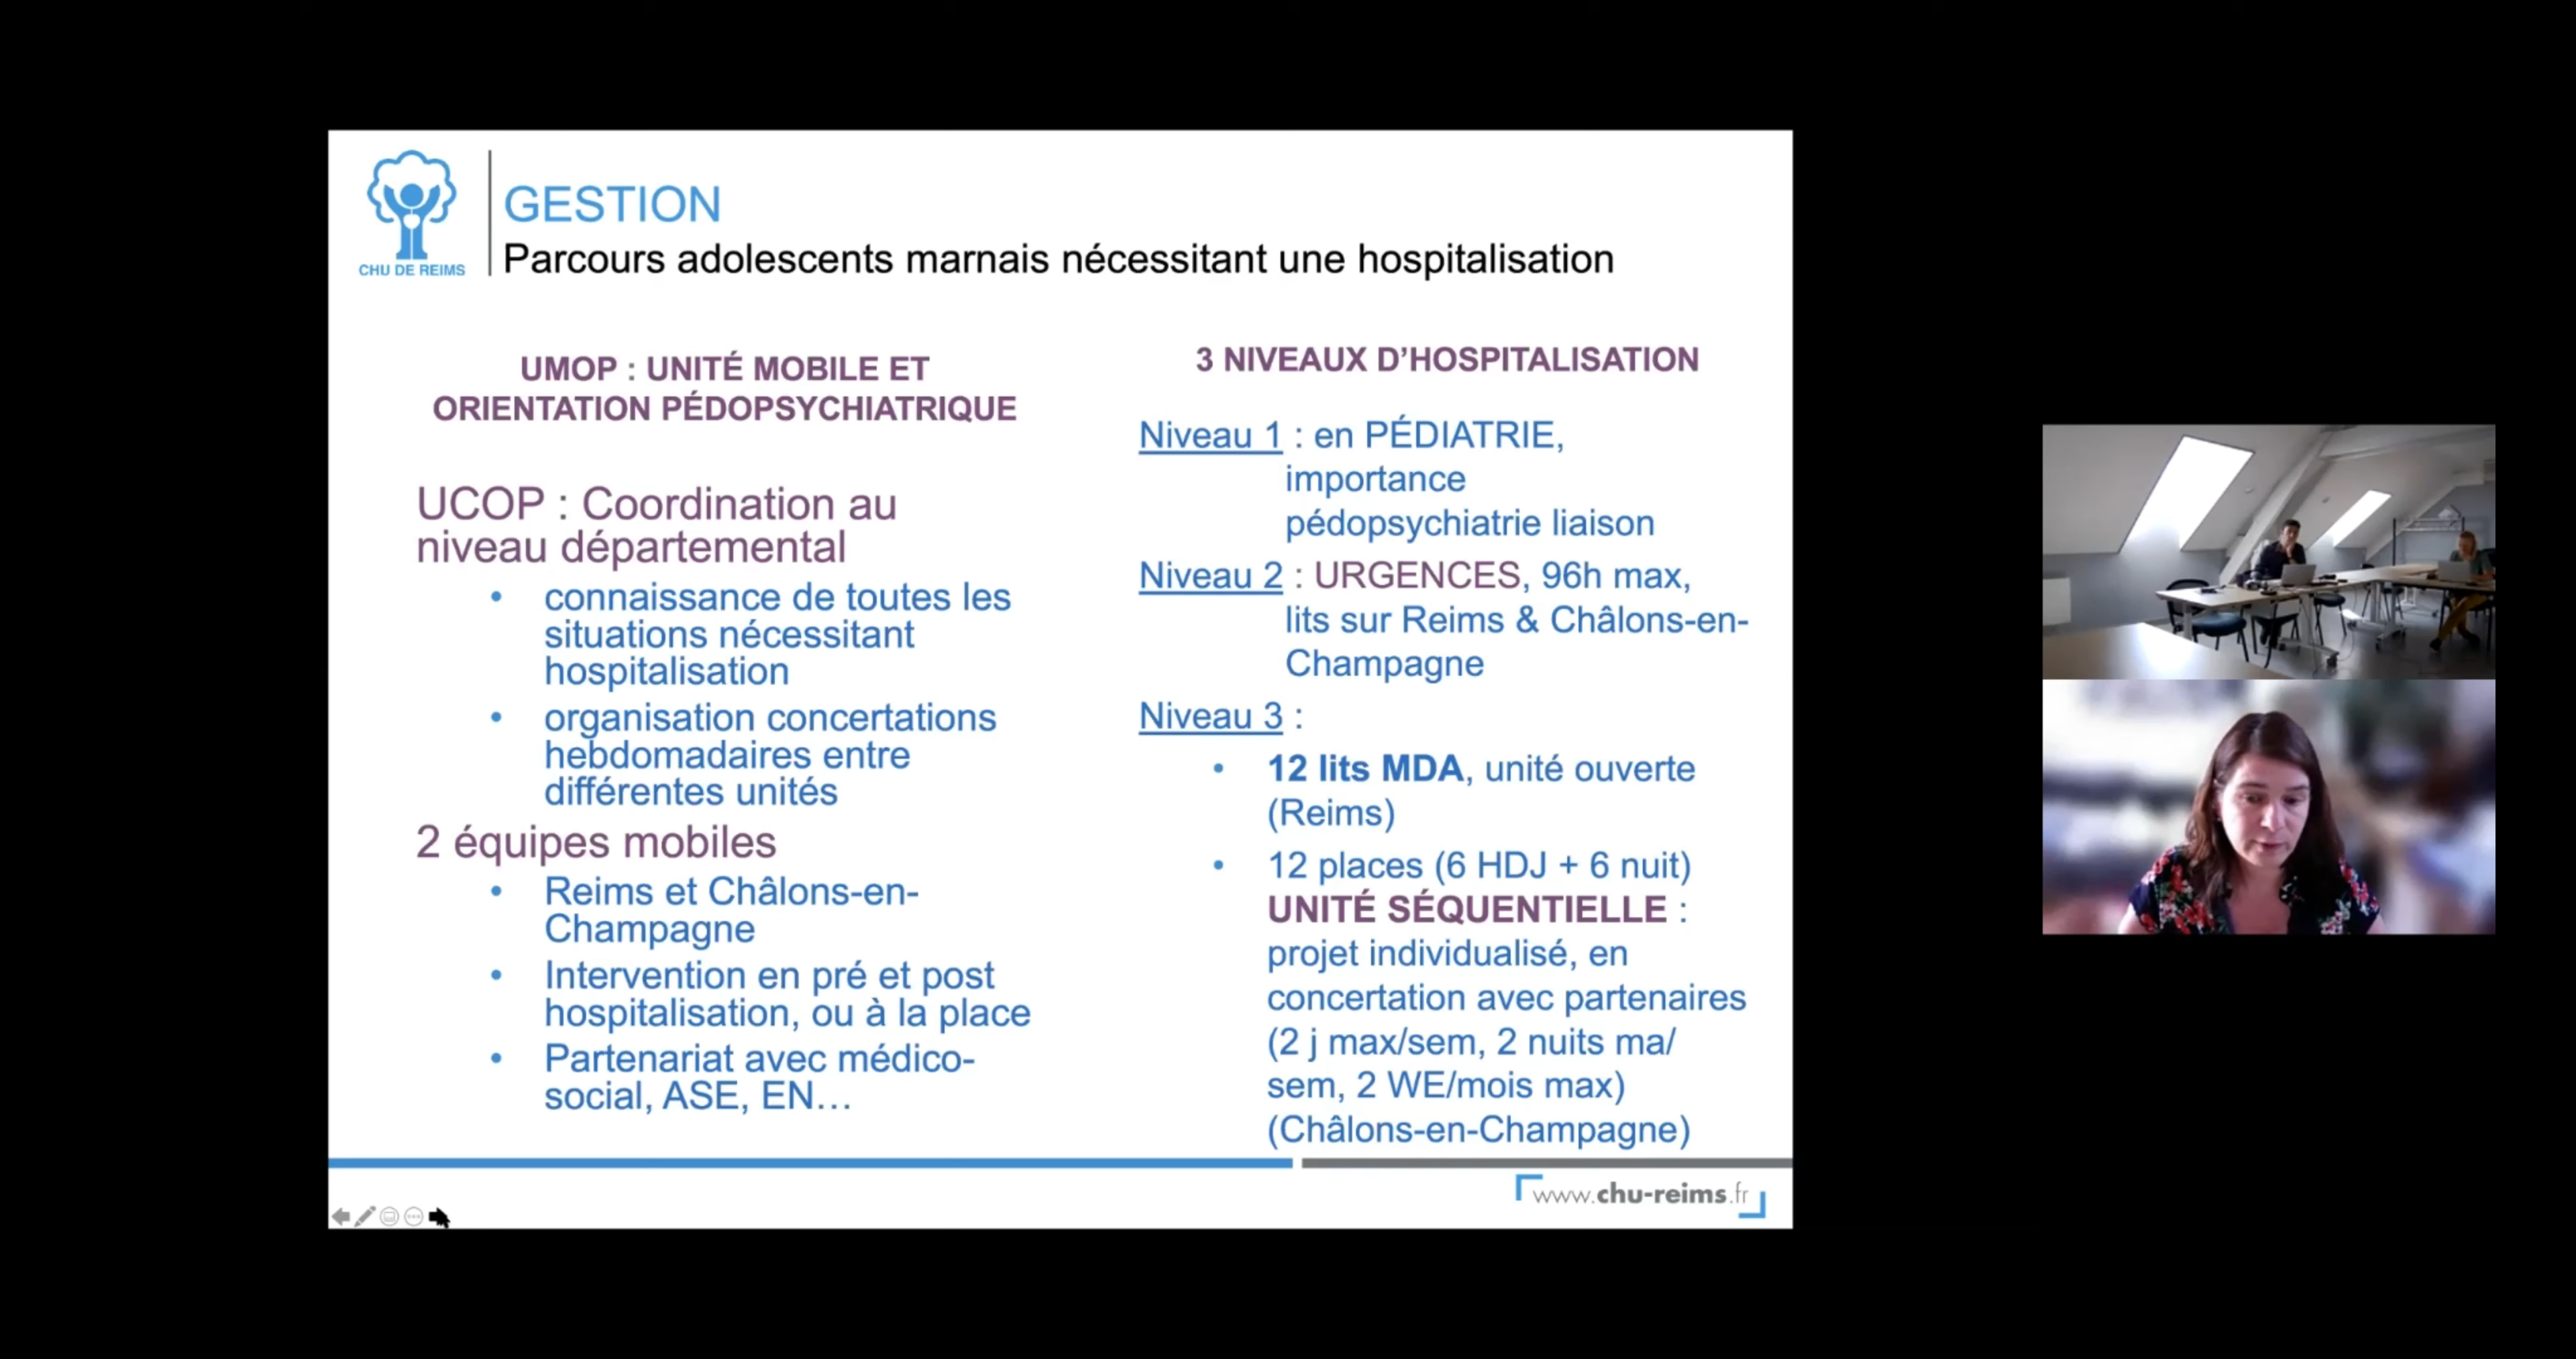 CHU DE REIMS
GESTION
Parcours adolescents marnais nécessitant une hospitalisation
UMOP : UNITÉ MOBILE ET
ORIENTATION PÉDOPSYCHIATRIQUE
UCOP : Coordination au
niveau départemental
• connaissance de toutes les
situations nécessitant
hospitalisation
• organisation concertations
hebdomadaires entre
différentes unités
2 équipes mobiles
• Reims et Châlons-en-
Champagne
• Intervention en pré et post
hospitalisation, ou à la place
• Partenariat avec médico-
social, ASE, EN…
3 NIVEAUX D’HOSPITALISATION
Niveau 1 : en PÉDIATRIE,
importance
pédopsychiatrie liaison
Niveau 2 : URGENCES, 96h max,
lits sur Reims & Châlons-en-
Champagne
Niveau 3 :
• 12 lits MDA, unité ouverte
(Reims)
• 12 places (6 HDJ + 6 nuit)
UNITÉ SÉQUENTIELLE :
projet individualisé, en
concertation avec partenaires
(2 j max/sem, 2 nuits ma/
sem, 2 WE/mois max)
(Châlons-en-Champagne)
www.chu-reims.fr